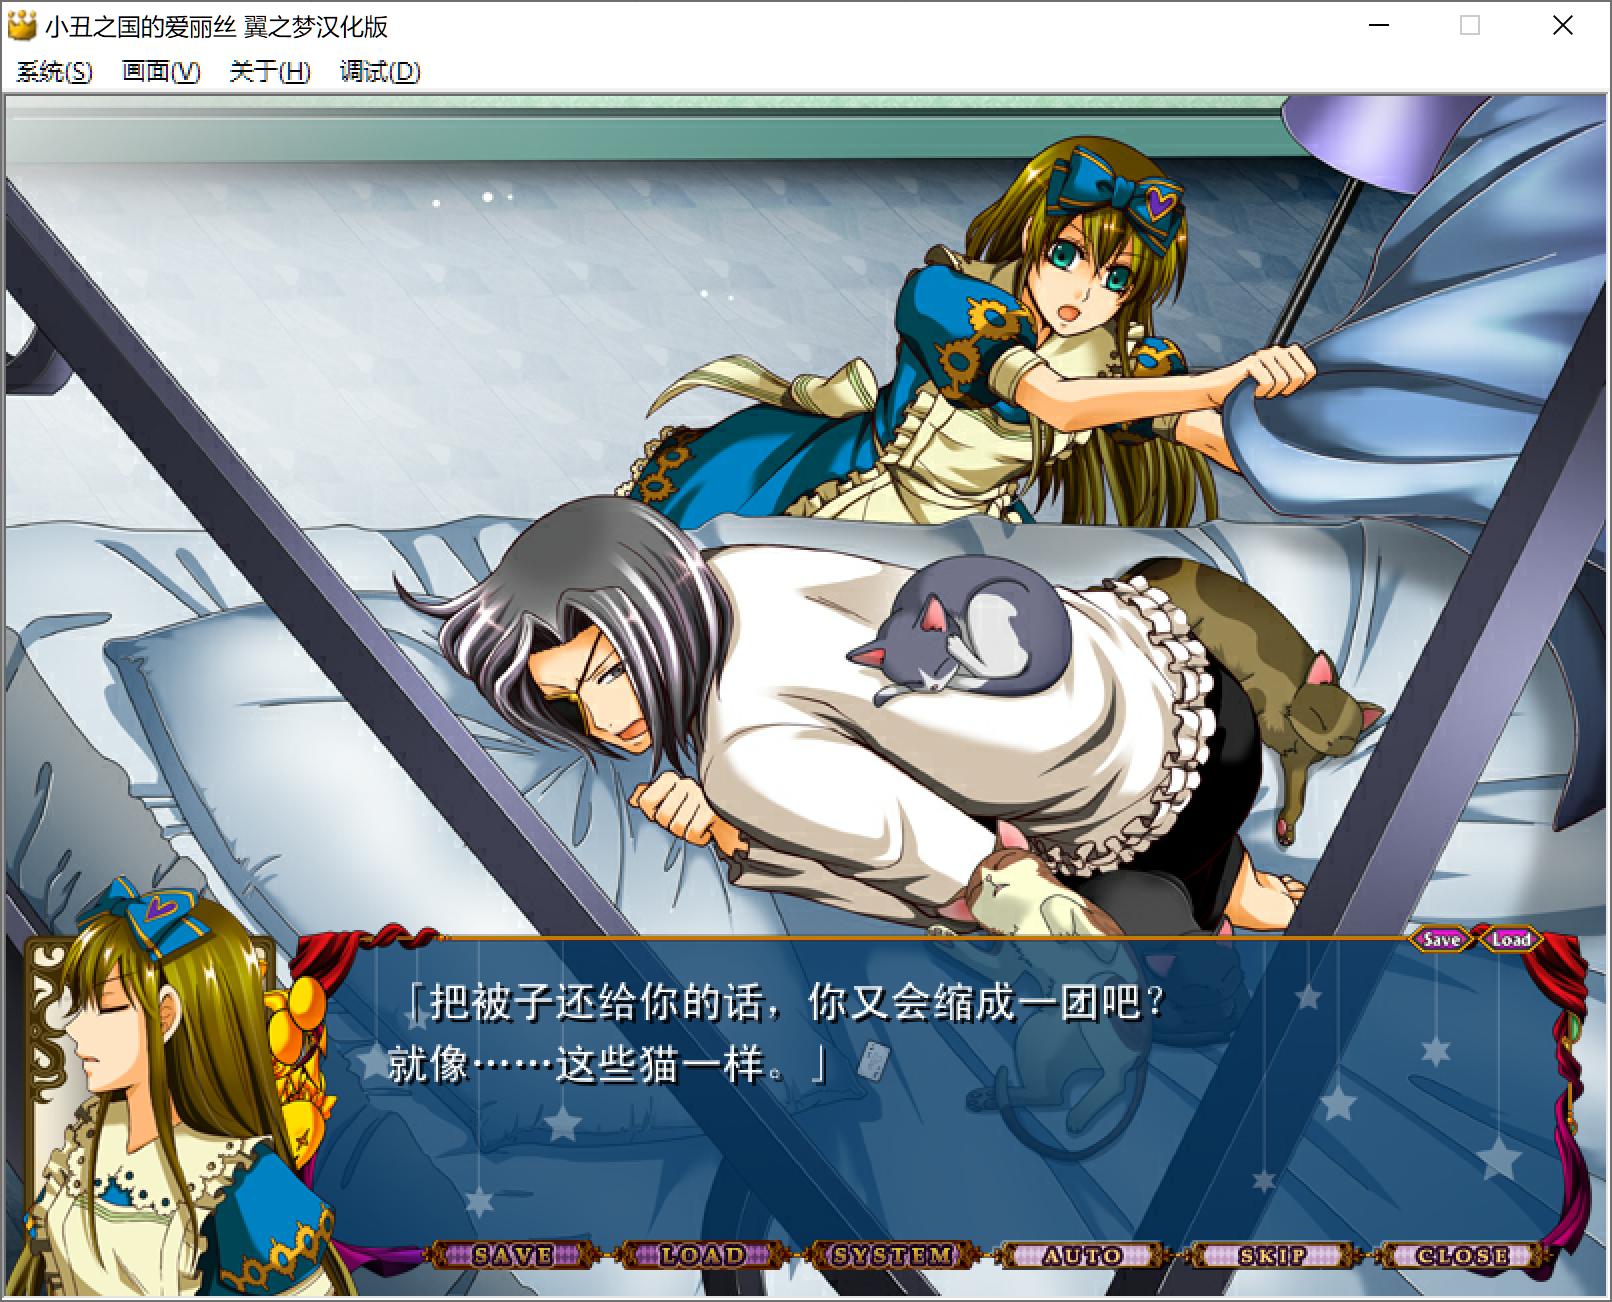 小丑之国的爱丽丝 翼之梦汉化版
系统(S) 画面(V) 关于(H) 调试(D)
Save Load
「把被子还给你的话，你又会缩成一团吧？
就像……这些猫一样。」
SAVE LOAD SYSTEM AUTO SKIP CLOSE